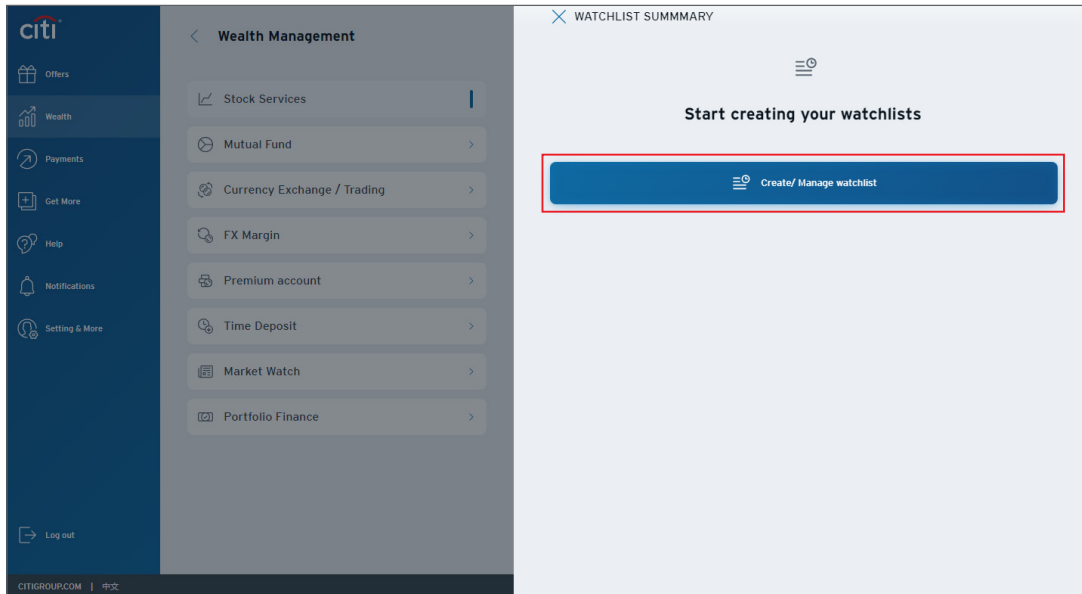 citi
Offers
Wealth
Payments
Get More
Help
Notifications
Setting & More
Log out
CITIGROUP.COM | 中文
Wealth Management
Stock Services
Mutual Fund
Currency Exchange / Trading
FX Margin
Premium account
Time Deposit
Market Watch
Portfolio Finance
WATCHLIST SUMMMARY
Start creating your watchlists
Create/ Manage watchlist